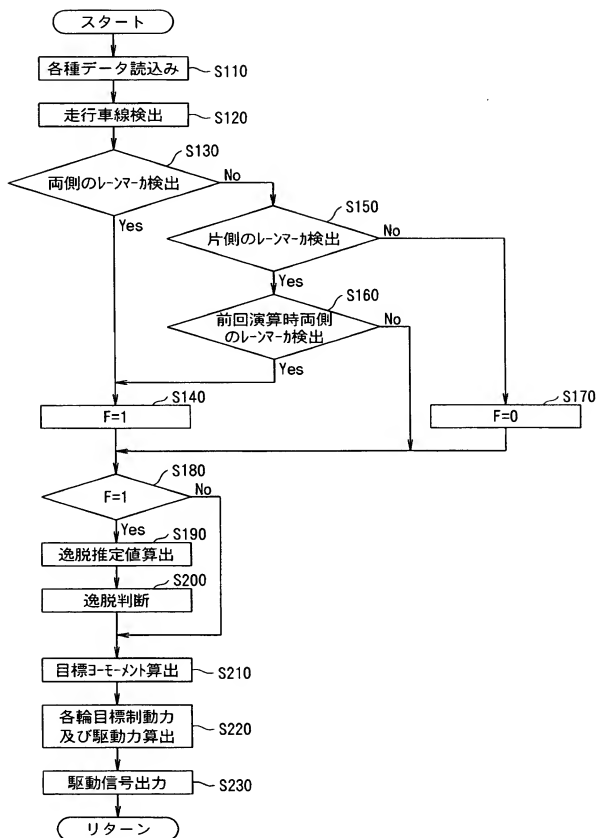 スタート
各種データ読込み
S110
走行車線検出
S120
S130
両側のレーンマーカ検出
No
Yes
S150
片側のレーンマーカ検出
No
Yes
S160
前回演算時両側
のレーンマーカ検出
No
Yes
S140
F=1
S170
F=0
S180
F=1
No
Yes
S190
逸脱推定値算出
S200
逸脱判断
目標ヨーモーメント算出
S210
各輪目標制動力
及び駆動力算出
S220
駆動信号出力
S230
リターン